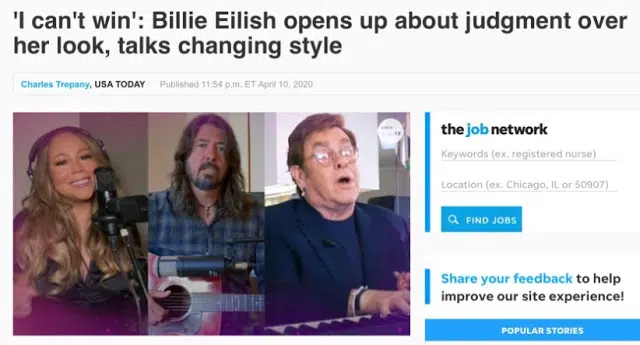 'I can't win': Billie Eilish opens up about judgment over
her look, talks changing style
Charles Trepany, USA TODAY Published 11:54 p.m. ET April 10, 2020
the job network
Keywords (ex. registered nurse)
Location (ex. Chicago, IL or 50907)
FIND JOBS
Share your feedback to help
improve our site experience!
POPULAR STORIES